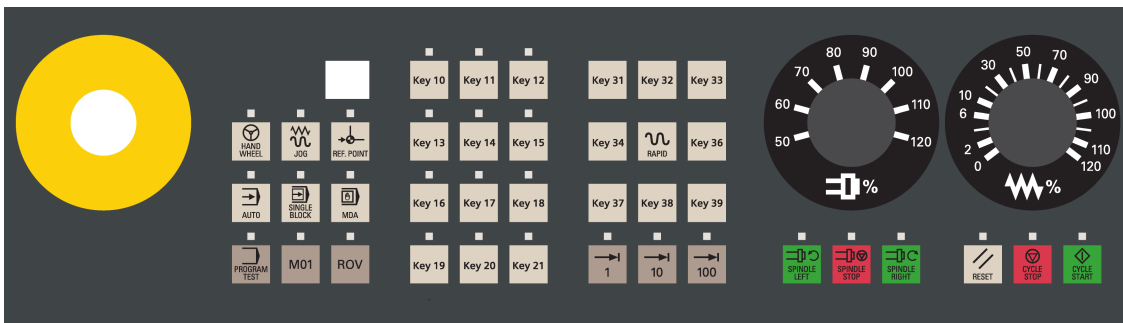 Key 10 Key 11 Key 12
Key 31 Key 32 Key 33
HAND
WHEEL
JOG
REF. POINT
Key 13 Key 14 Key 15
Key 34
RAPID
Key 36
AUTO
SINGLE
BLOCK
MDA
Key 16 Key 17 Key 18
Key 37 Key 38 Key 39
PROGRAM
TEST
M01
ROV
Key 19 Key 20 Key 21
1
10
100
50 60 70 80 90 100 110 120
%
0 2 6 10 30 50 70 90 100 110 120
%
SPINDLE
LEFT
SPINDLE
STOP
SPINDLE
RIGHT
RESET
CYCLE
STOP
CYCLE
START